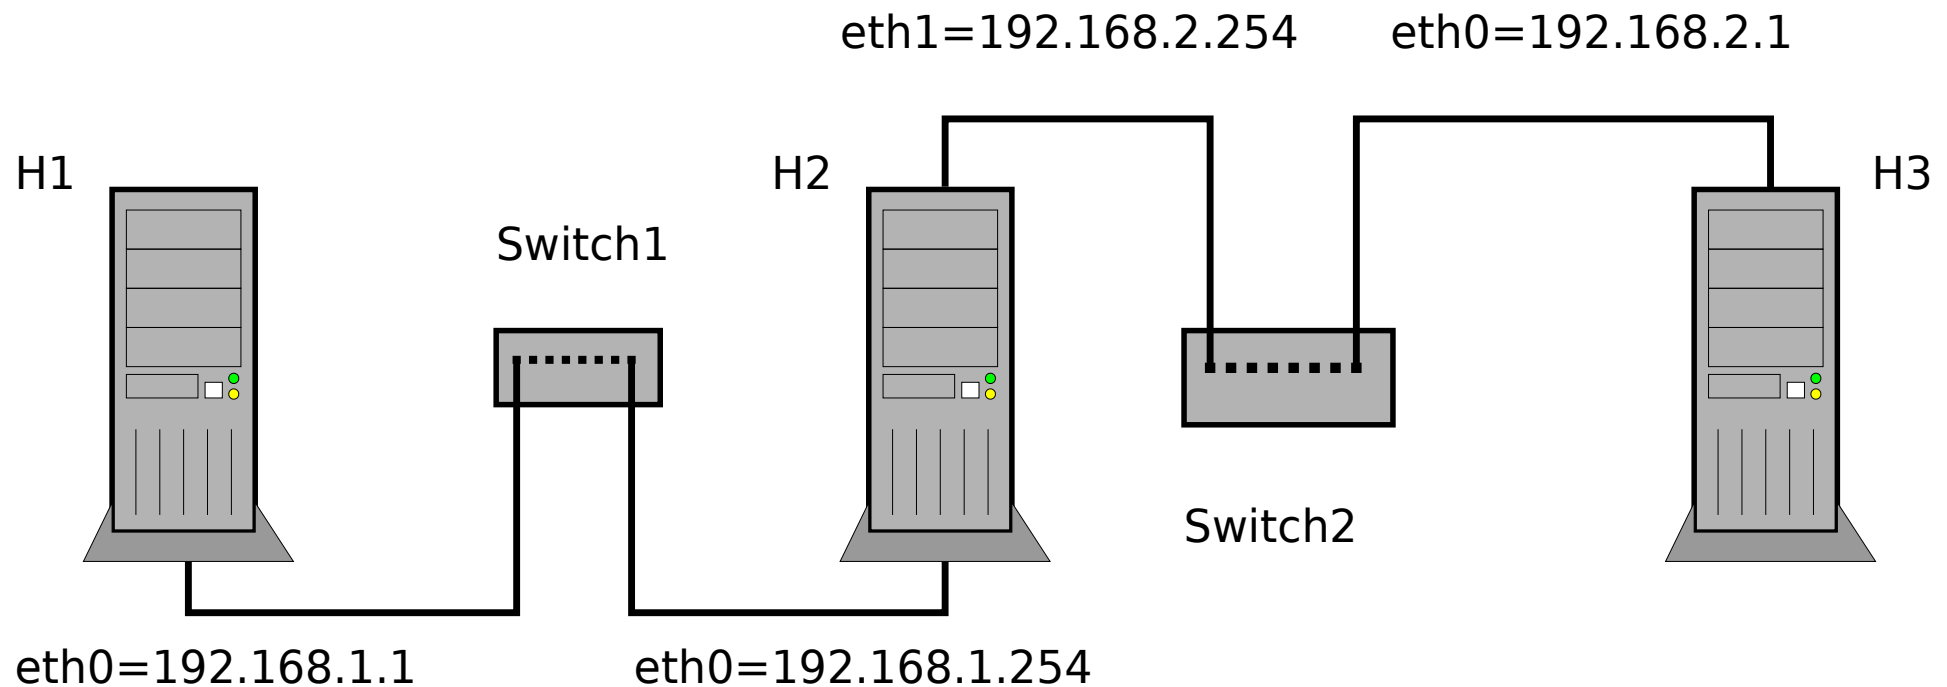 eth1=192.168.2.254
eth0=192.168.2.1
H1
H2
H3
Switch1
Switch2
eth0=192.168.1.1
eth0=192.168.1.254